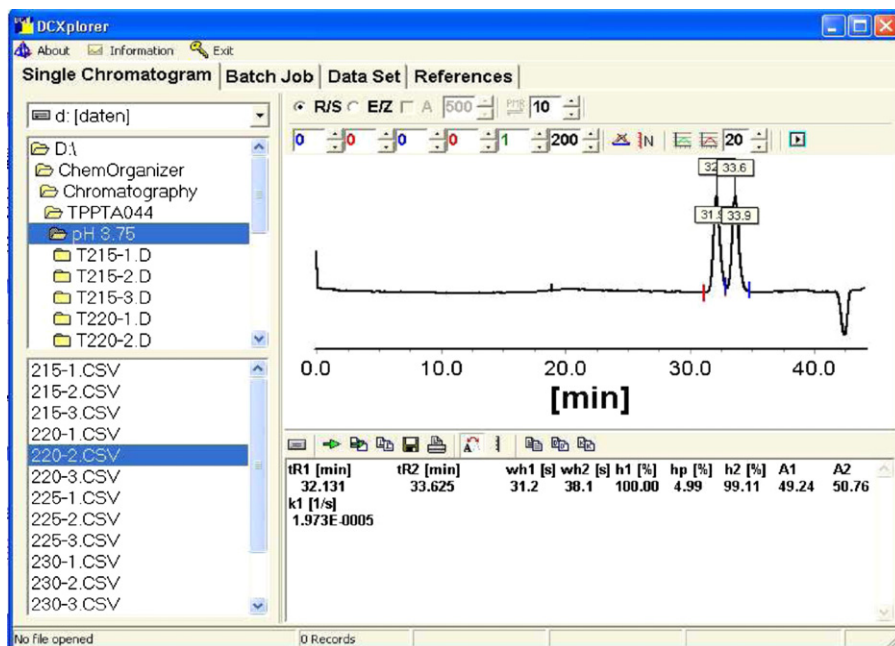 DCXplorer
About Information Exit
Single Chromatogram Batch Job Data Set References
d: [daten]
R/S E/Z A 500 10
0 0 0 0 1 200 N 20
D:\
ChemOrganizer
Chromatography
TPPTA044
pH 3.75
T215-1.D
T215-2.D
T215-3.D
T220-1.D
T220-2.D
33.6
33.9
0.0 10.0 20.0 30.0 40.0
[min]
215-1.CSV
215-2.CSV
215-3.CSV
220-1.CSV
220-2.CSV
220-3.CSV
225-1.CSV
225-2.CSV
225-3.CSV
230-1.CSV
230-2.CSV
230-3.CSV
tR1 [min] tR2 [min] wh1 [s] wh2 [s] h1 [%] hp [%] h2 [%] A1 A2
32.131 33.625 31.2 38.1 100.00 4.99 99.11 49.24 50.76
k1 [1/s]
1.973E-0005
No file opened 0 Records